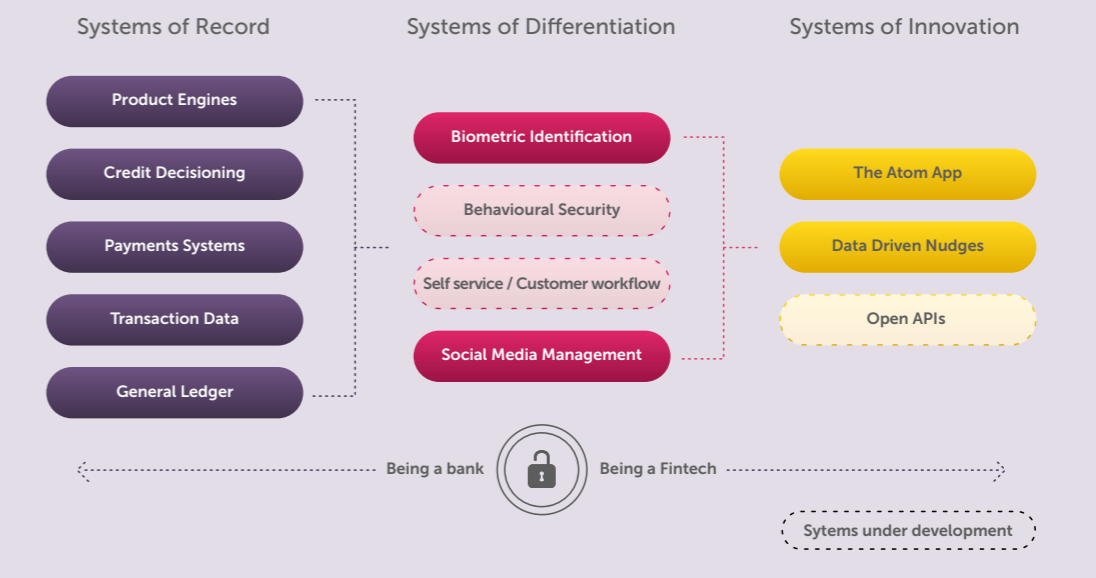 Systems of Record
Systems of Differentiation
Systems of Innovation
Product Engines
Credit Decisioning
Payments Systems
Transaction Data
General Ledger
Biometric Identification
Behavioural Security
Self service / Customer workflow
Social Media Management
The Atom App
Data Driven Nudges
Open APIs
Being a bank
Being a Fintech
Sytems under development